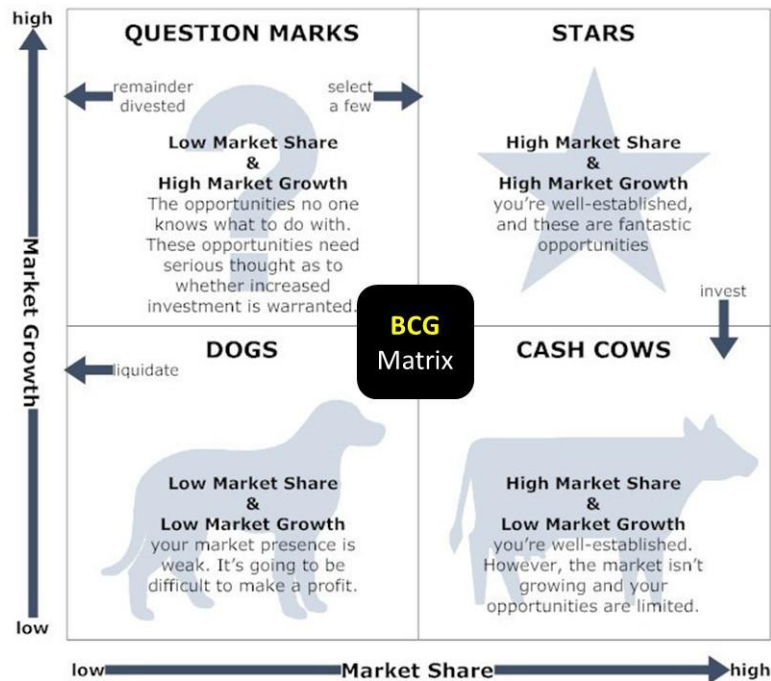 high
QUESTION MARKS
STARS
remainder
divested
select
a few
Low Market Share
&
High Market Growth
The opportunities no one
knows what to do with.
These opportunities need
serious thought as to
whether increased
investment is warranted.
High Market Share
&
High Market Growth
you're well-established,
and these are fantastic
opportunities
invest
Market Growth
BCG
Matrix
DOGS
CASH COWS
liquidate
Low Market Share
&
Low Market Growth
your market presence is
weak. It's going to be
difficult to make a profit.
High Market Share
&
Low Market Growth
you're well-established.
However, the market isn't
growing and your
opportunities are limited.
low
low
Market Share
high